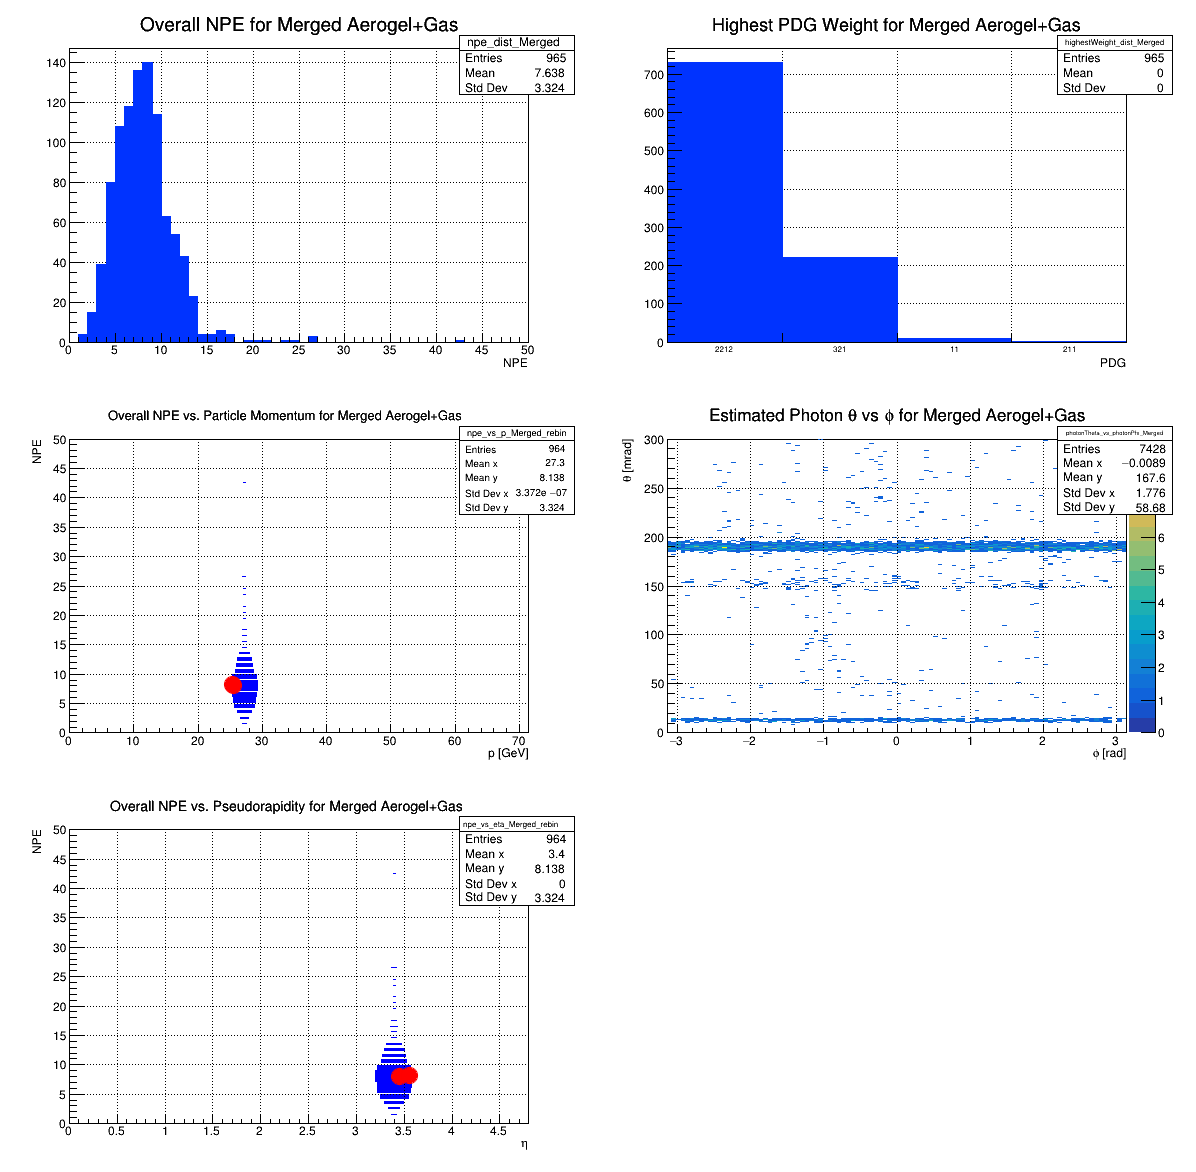 Overall NPE for Merged Aerogel+Gas
npe_dist_Merged
Entries 965
Mean 7.638
Std Dev 3.324
140
120
100
80
60
40
20
0
0 5 10 15 20 25 30 35 40 45 50
NPE
Highest PDG Weight for Merged Aerogel+Gas
highestWeight_dist_Merged
Entries 965
Mean 0
Std Dev 0
700
600
500
400
300
200
100
0
2212 321 11 211
PDG
Overall NPE vs. Particle Momentum for Merged Aerogel+Gas
npe_vs_p_Merged_rebin
Entries 964
Mean x 27.3
Mean y 8.138
Std Dev x 3.372e −07
Std Dev y 3.324
NPE
50
45
40
35
30
25
20
15
10
5
0
0 10 20 30 40 50 60 70
p [GeV]
Estimated Photon θ vs ϕ for Merged Aerogel+Gas
photonTheta_vs_photonPhi_Merged
Entries 7428
Mean x −0.0089
Mean y 167.6
Std Dev x 1.776
Std Dev y 58.68
θ [mrad]
300
250
200
150
100
50
0
−3 −2 −1 0 1 2 3
ϕ [rad]
6
5
4
3
2
1
0
Overall NPE vs. Pseudorapidity for Merged Aerogel+Gas
npe_vs_eta_Merged_rebin
Entries 964
Mean x 3.4
Mean y 8.138
Std Dev x 0
Std Dev y 3.324
NPE
50
45
40
35
30
25
20
15
10
5
0
0 0.5 1 1.5 2 2.5 3 3.5 4 4.5
η